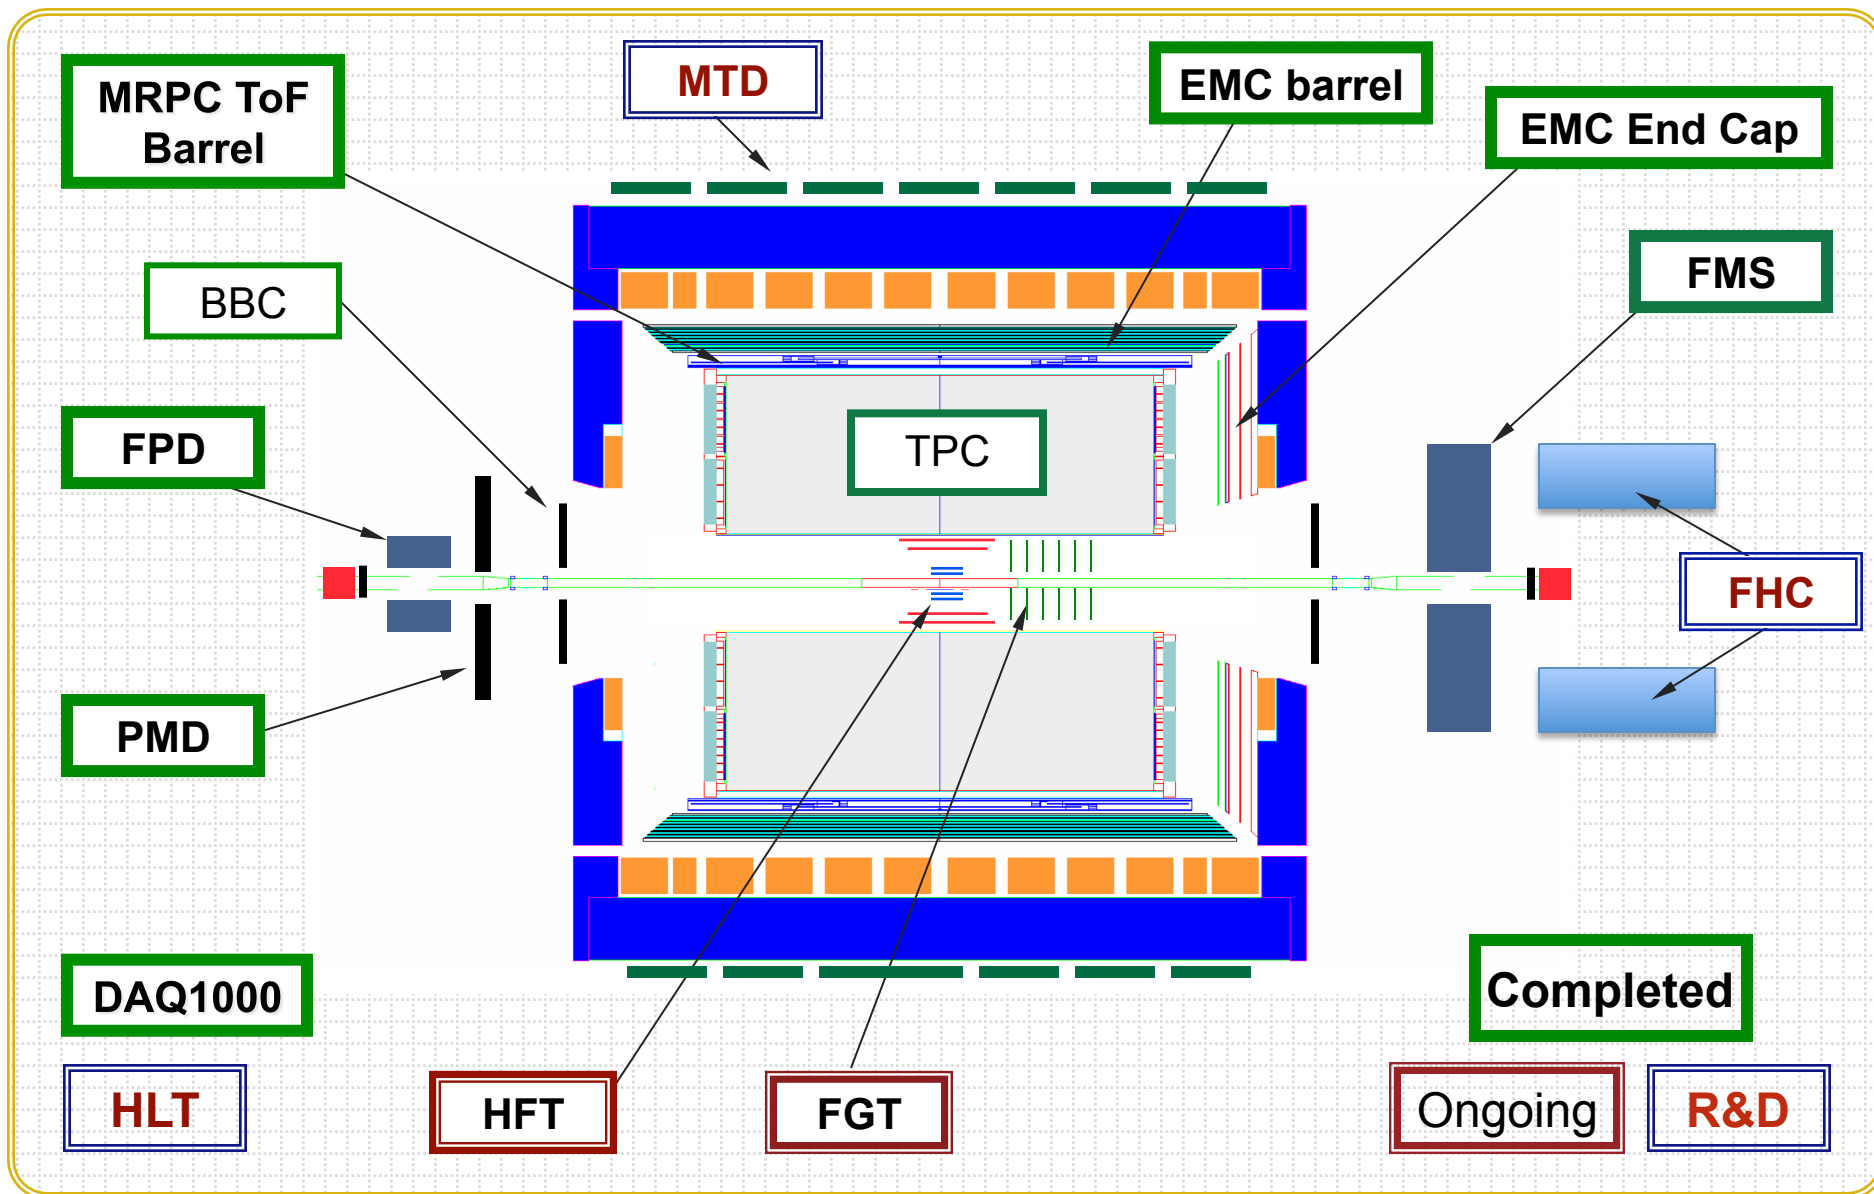 MTD
EMC barrel
MRPC ToF
Barrel
EMC End Cap
FMS
BBC
FPD
TPC
FHC
PMD
DAQ1000
Completed
HLT
HFT
FGT
Ongoing
R&D